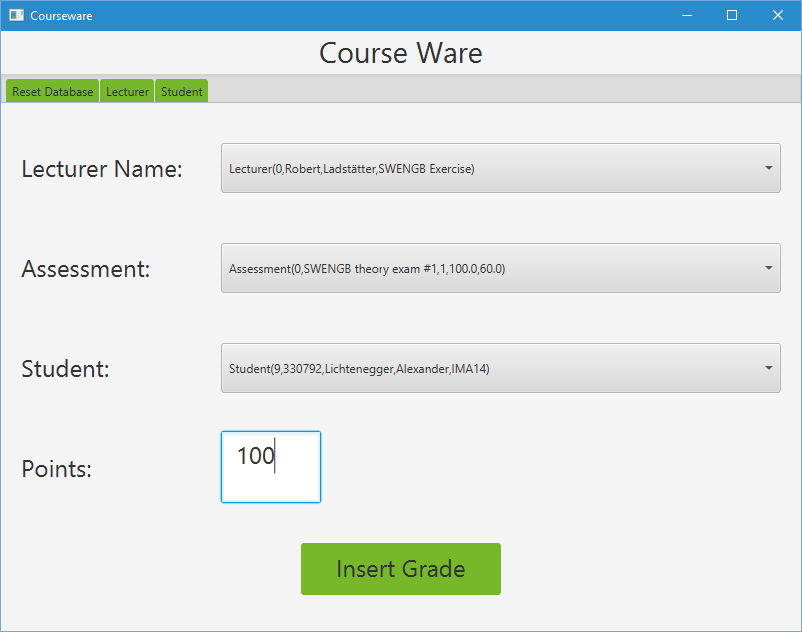 Courseware
Course Ware
Reset Database Lecturer Student
Lecturer Name: Lecturer(0,Robert,Ladstätter,SWENGB Exercise)
Assessment: Assessment(0,SWENGB theory exam #1,1,100.0,60.0)
Student: Student(9,330792,Lichtenegger,Alexander,IMA14)
Points: 100
Insert Grade